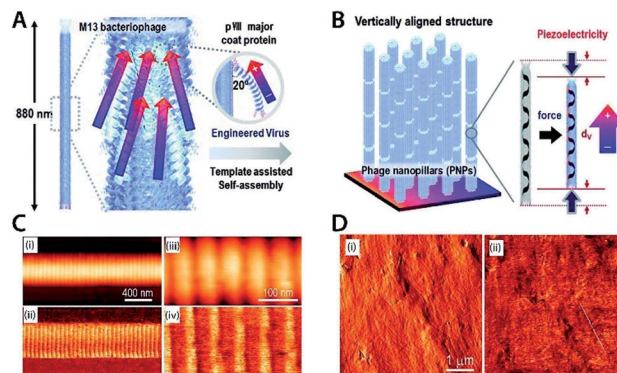 A
M13 bacteriophage
pVIII major
coat protein
880 nm
20°
Engineered Virus
Template assisted
Self-assembly
B
Vertically aligned structure
Piezoelectricity
force
dv
Phage nanopillars (PNPs)
C
(i)
400 nm
(ii)
(iii)
100 nm
(iv)
D
(i)
1 μm
(ii)